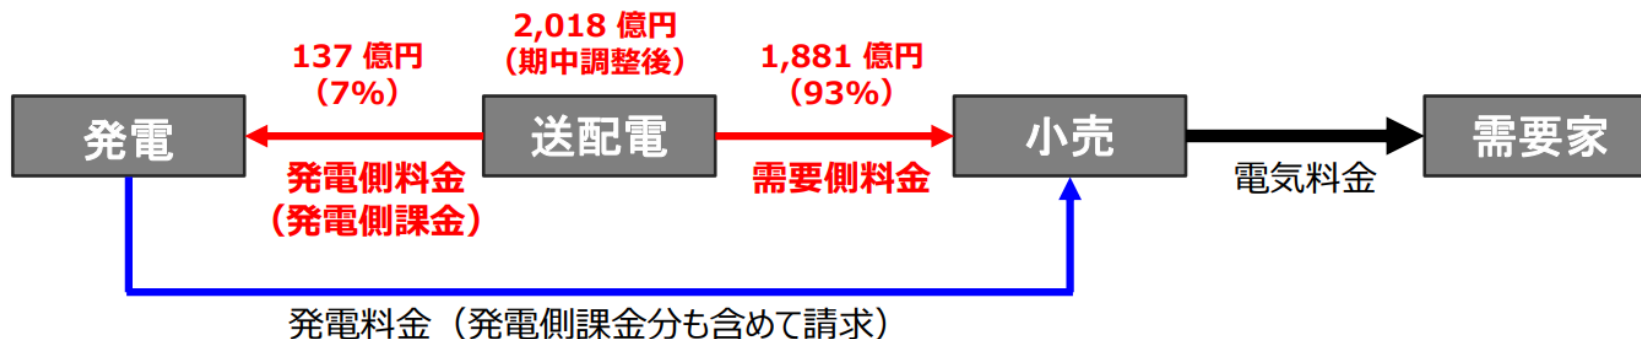 2,018 億円
(期中調整後)
137 億円
(7%)
1,881 億円
(93%)
発電
送配電
小売
需要家
発電側料金
(発電側課金)
需要側料金
電気料金
発電料金(発電側課金分も含めて請求)